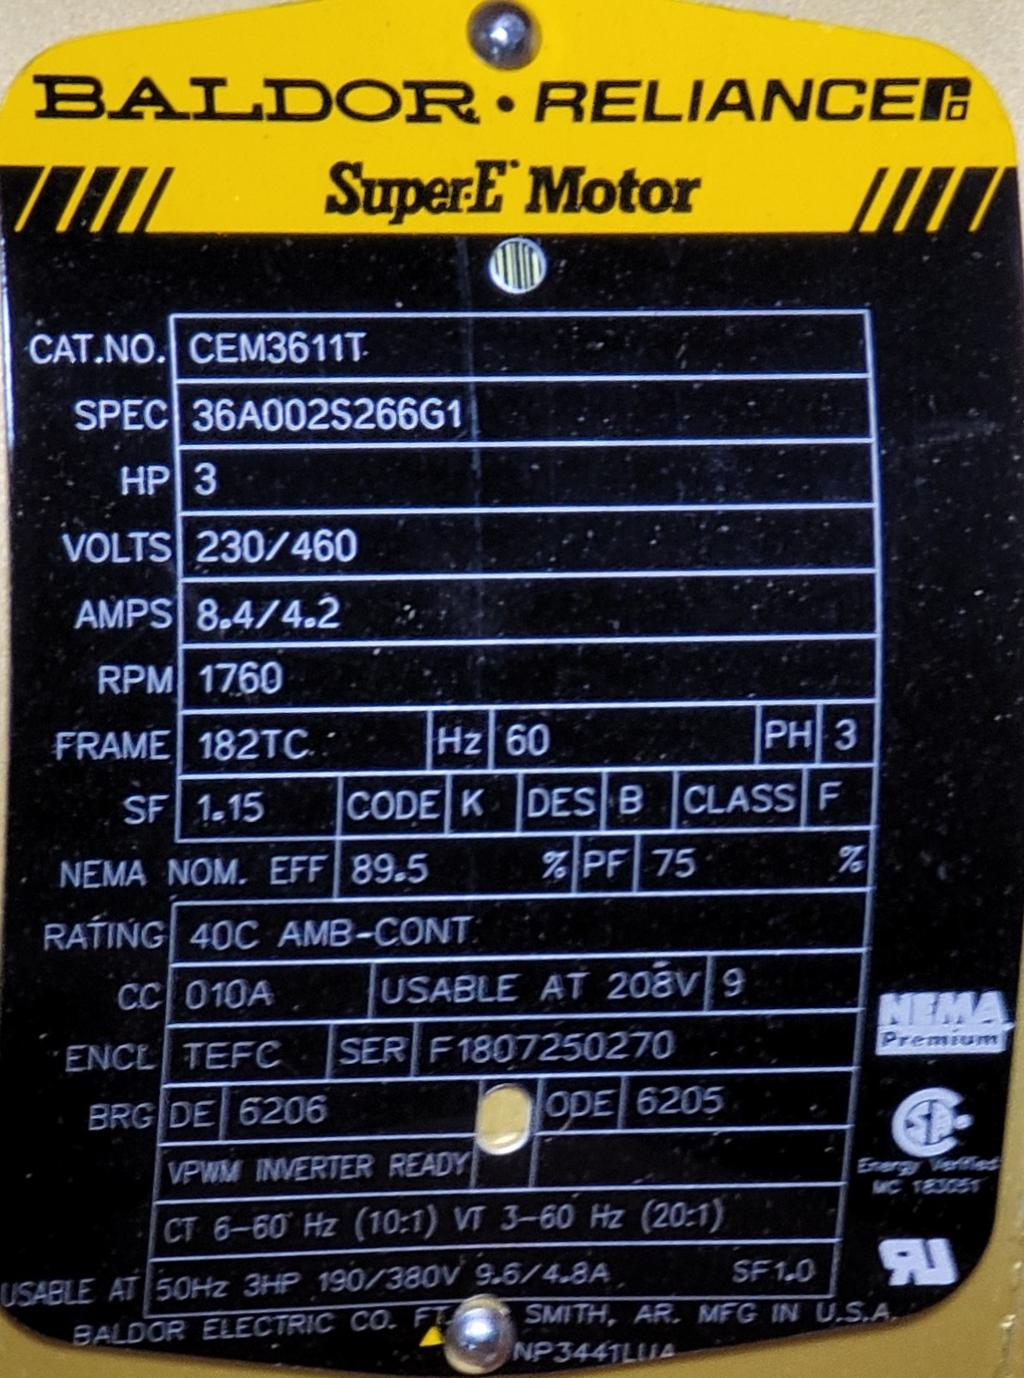 BALDOR • RELIANCE
Super-E Motor
CAT.NO. CEM3611T
SPEC 36A002S266G1
HP 3
VOLTS 230/460
AMPS 8.4/4.2
RPM 1760
FRAME 182TC Hz 60 PH 3
SF 1.15 CODE K DES B CLASS F
NEMA NOM. EFF 89.5 % PF 75 %
RATING 40C AMB-CONT
CC 010A USABLE AT 208V 9
NEMA
Premium
ENCL TEFC SER F1807250270
BRG DE 6206 ODE 6205
SA
Energy Verified
MC 183051
VPWM INVERTER READY
CT 6-60 Hz (10:1) VT 3-60 Hz (20:1)
USABLE AT 50Hz 3HP 190/380V 9.6/4.8A SF1.0
BALDOR ELECTRIC CO. FT. SMITH, AR. MFG IN U.S.A.
NP3441LUA